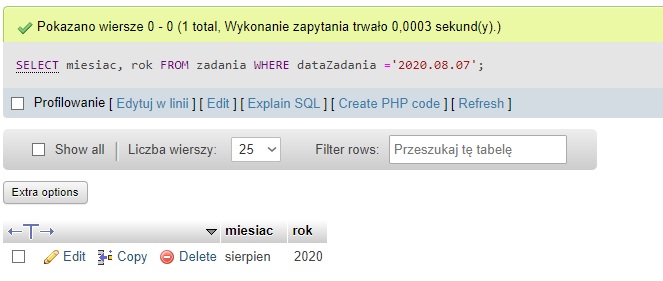 Pokazano wiersze 0 - 0 (1 total, Wykonanie zapytania trwało 0,0003 sekund(y).)
SELECT miesiac, rok FROM zadania WHERE dataZadania ='2020.08.07';
Profilowanie [ Edytuj w linii ] [ Edit ] [ Explain SQL ] [ Create PHP code ] [ Refresh ]
Show all | Liczba wierszy: 25 Filter rows: Przeszukaj tę tabelę
Extra options
←T→ miesiac rok
Edit Copy Delete sierpien 2020